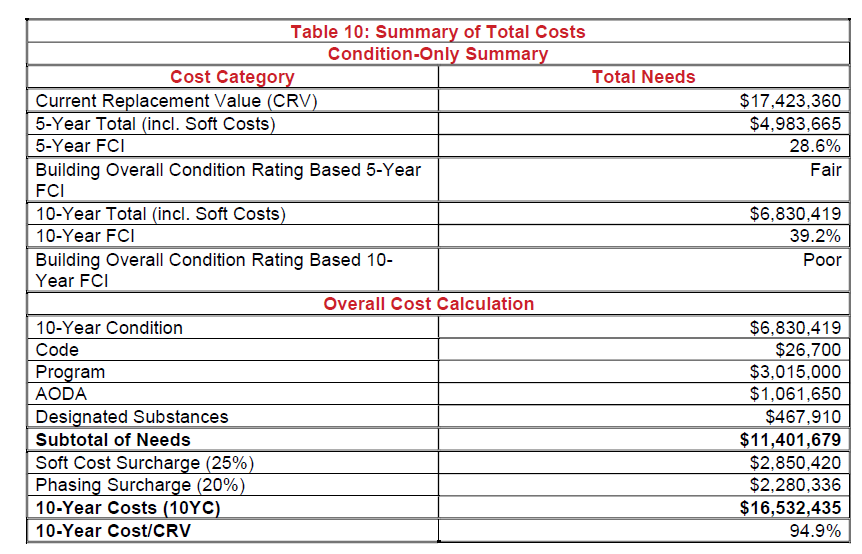 Table 10: Summary of Total Costs
Condition-Only Summary
Cost Category Total Needs
Current Replacement Value (CRV) $17,423,360
5-Year Total (incl. Soft Costs) $4,983,665
5-Year FCI 28.6%
Building Overall Condition Rating Based 5-Year Fair
FCI
10-Year Total (incl. Soft Costs) $6,830,419
10-Year FCI 39.2%
Building Overall Condition Rating Based 10- Poor
Year FCI
Overall Cost Calculation
10-Year Condition $6,830,419
Code $26,700
Program $3,015,000
AODA $1,061,650
Designated Substances $467,910
Subtotal of Needs $11,401,679
Soft Cost Surcharge (25%) $2,850,420
Phasing Surcharge (20%) $2,280,336
10-Year Costs (10YC) $16,532,435
10-Year Cost/CRV 94.9%